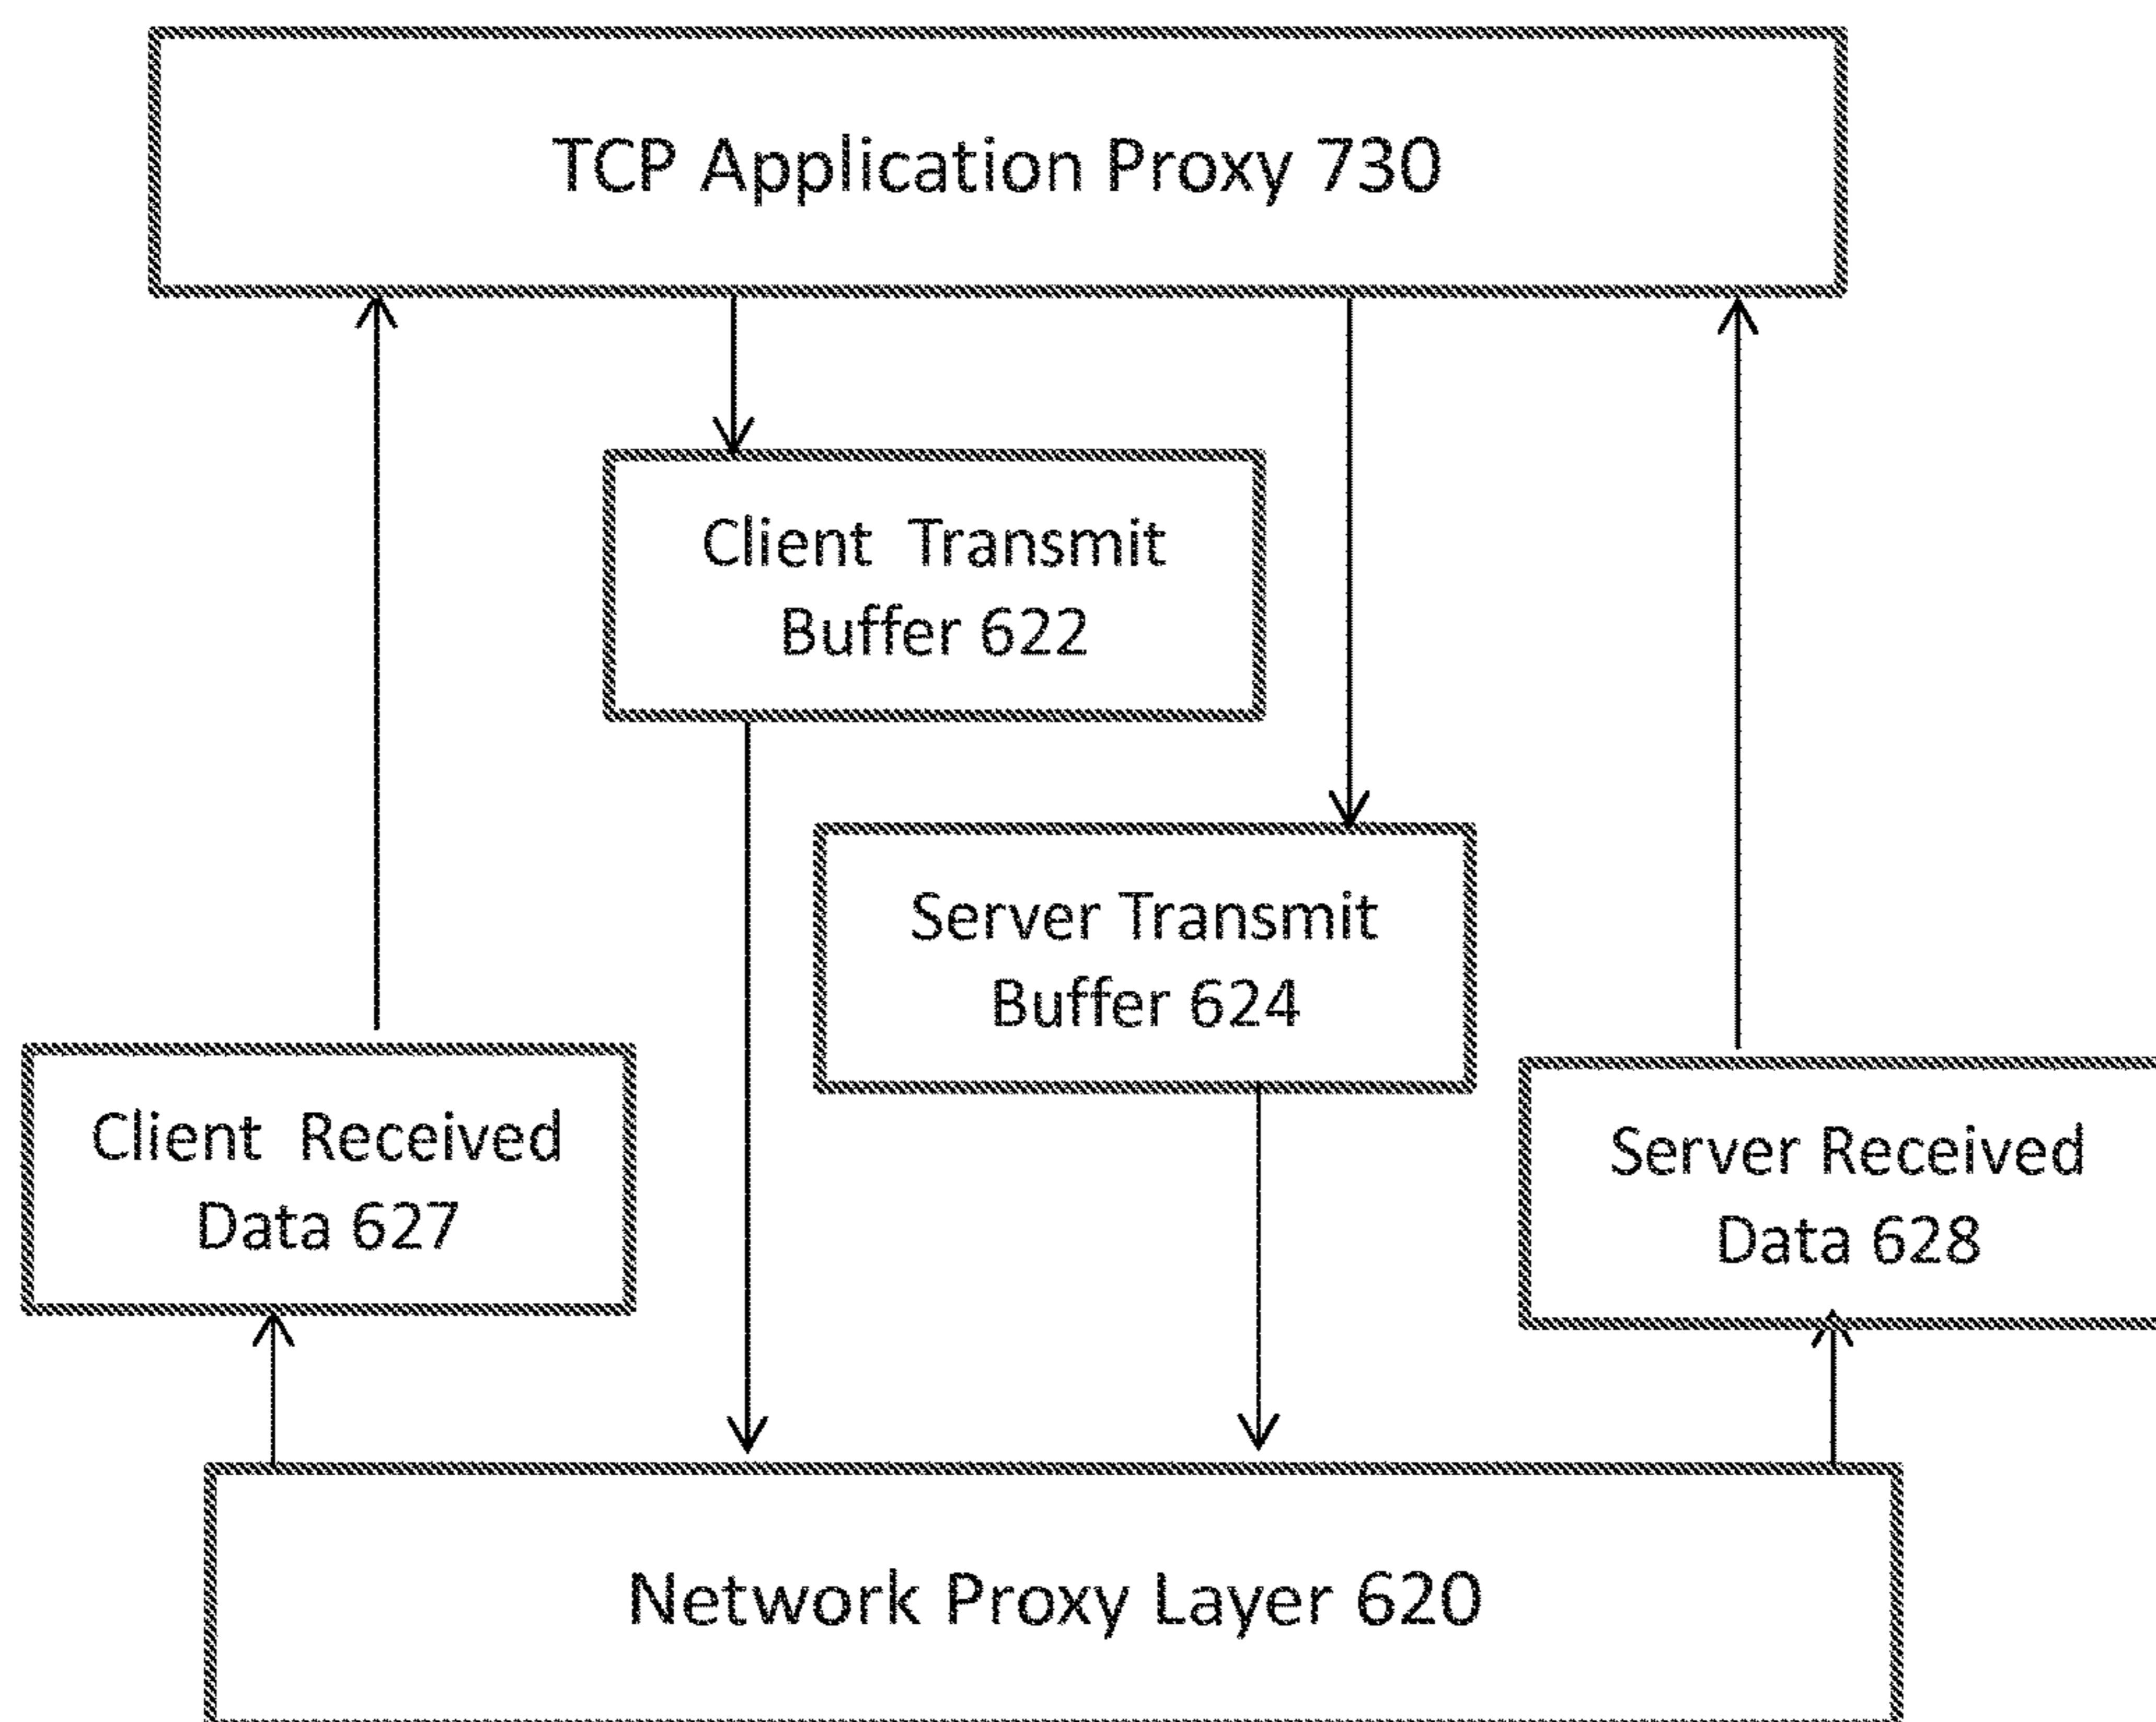 TCP Application Proxy 730
Client Transmit
Buffer 622
Server Transmit
Buffer 624
Client Received
Data 627
Server Received
Data 628
Network Proxy Layer 620